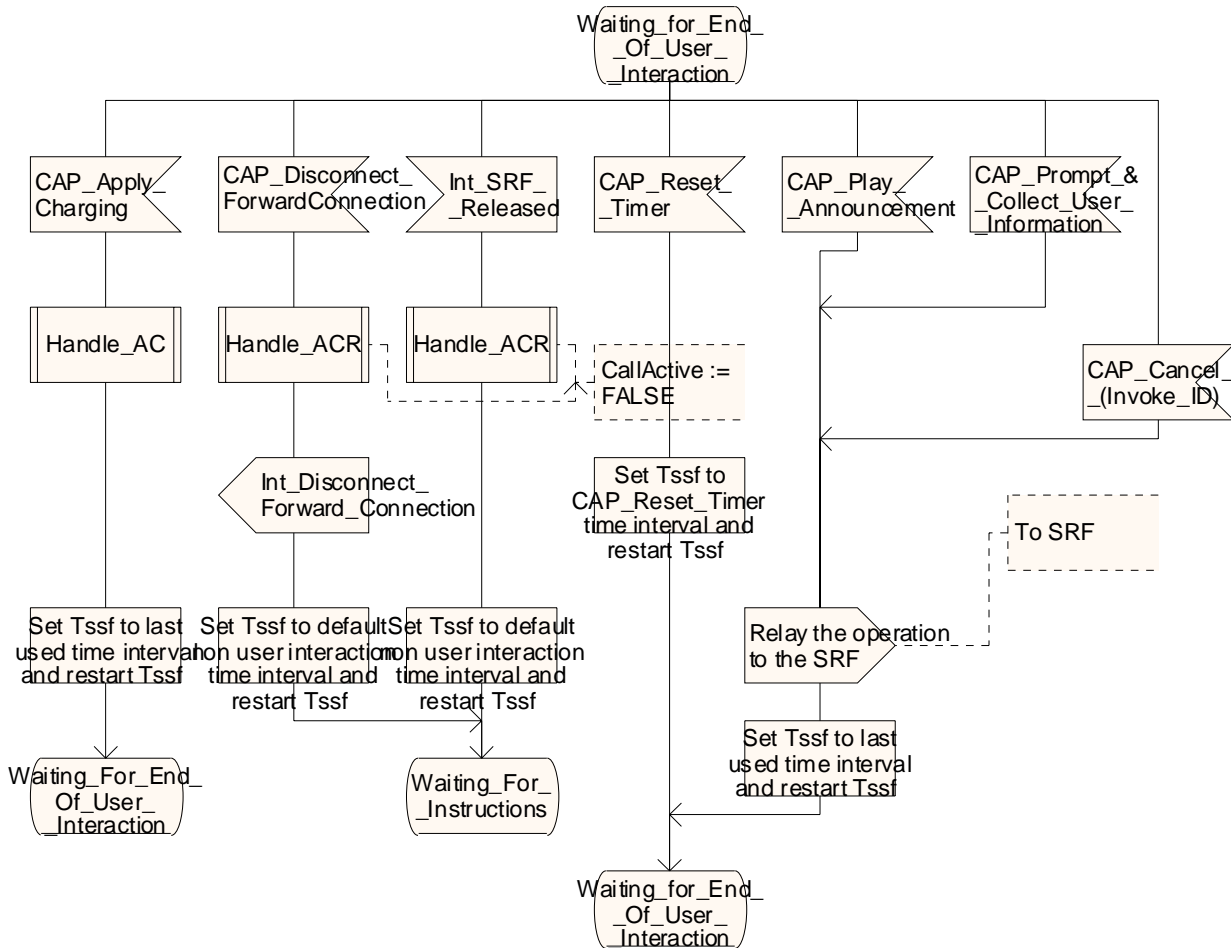 Waiting_for_End_
_Of_User_
_Interaction
CAP_Apply_
Charging
CAP_Disconnect_
ForwardConnection
Int_SRF_
_Released
CAP_Reset_
_Timer
CAP_Play_
_Announcement
CAP_Prompt_&
_Collect_User_
_Information
Handle_AC
Handle_ACR
Handle_ACR
CallActive :=
FALSE
CAP_Cancel_
_(Invoke_ID)
Int_Disconnect_
Forward_Connection
Set Tssf to
CAP_Reset_Timer
time interval and
restart Tssf
To SRF
Set Tssf to last
used time interval
and restart Tssf
Set Tssf to default
non user interaction
time interval and
restart Tssf
Set Tssf to default
non user interaction
time interval and
restart Tssf
Relay the operation
to the SRF
Set Tssf to last
used time interval
and restart Tssf
Waiting_For_End_
Of_User_
_Interaction
Waiting_For_
_Instructions
Waiting_for_End_
_Of_User_
_Interaction